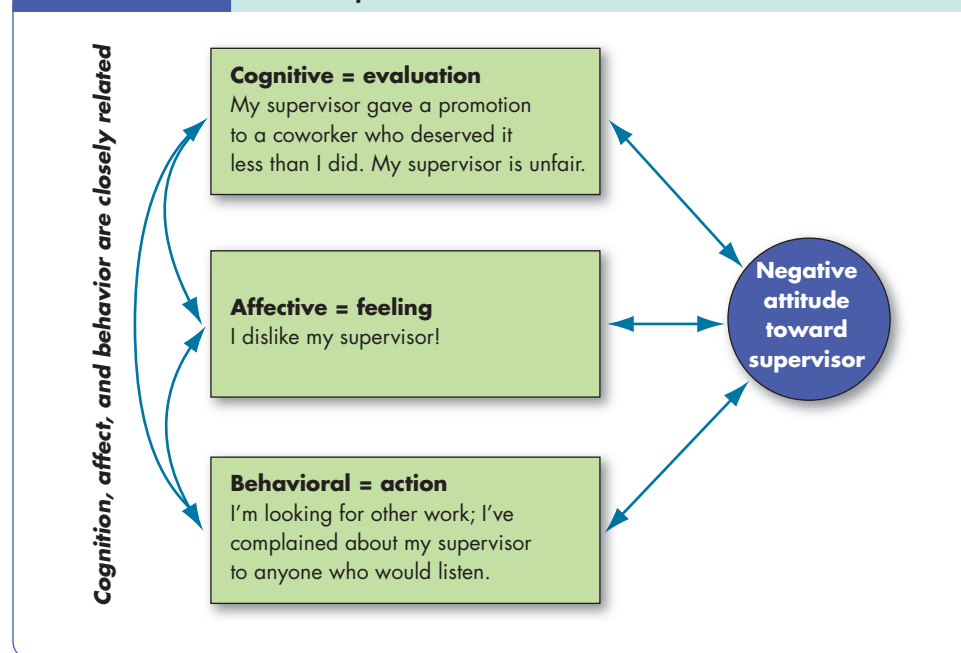 Cognition, affect, and behavior are closely related
Cognitive = evaluation
My supervisor gave a promotion
to a coworker who deserved it
less than I did. My supervisor is unfair.
Affective = feeling
I dislike my supervisor!
Behavioral = action
I'm looking for other work; I've
complained about my supervisor
to anyone who would listen.
Negative
attitude
toward
supervisor